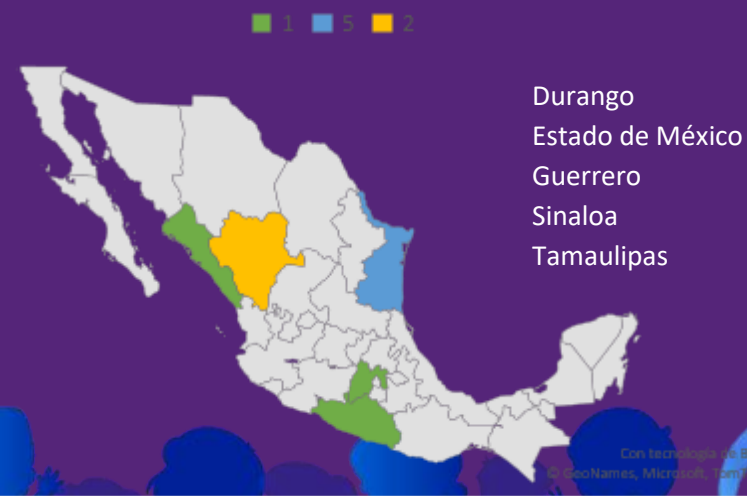 1 5 2
Durango
Estado de México
Guerrero
Sinaloa
Tamaulipas
Con tecnología de
© GeoNames, Microsoft,